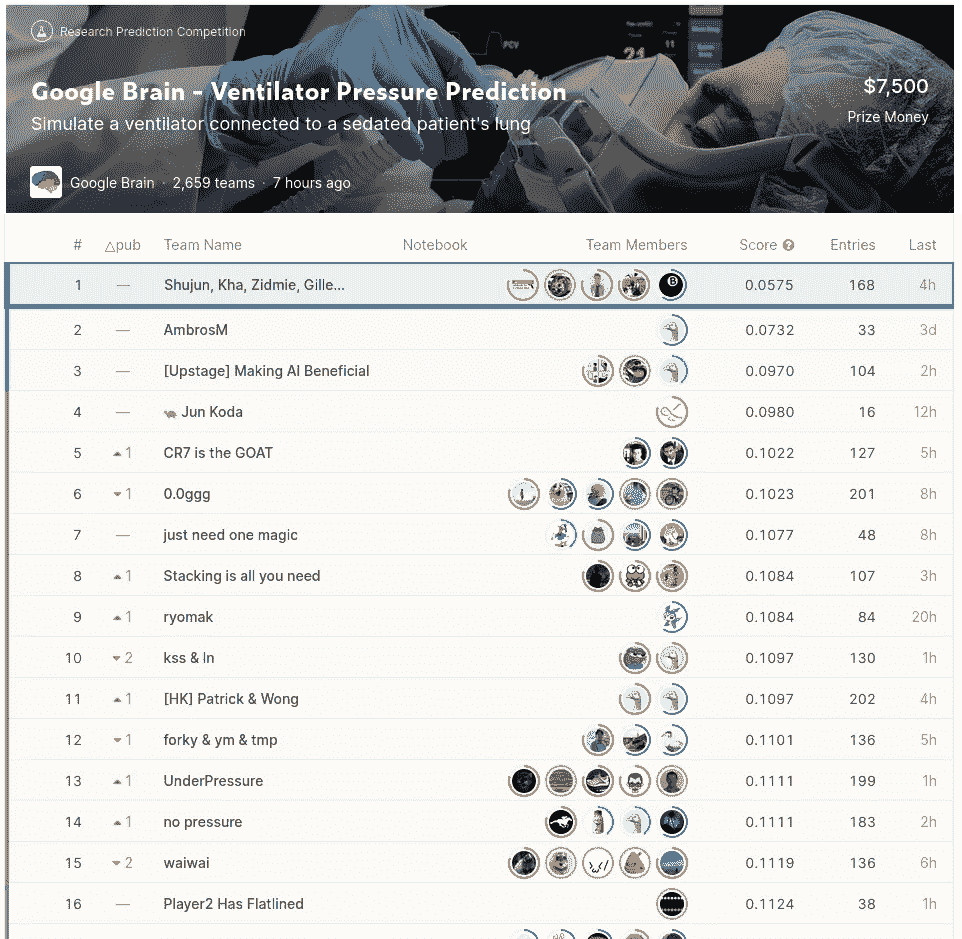 Research Prediction Competition
Google Brain - Ventilator Pressure Prediction
$7,500
Simulate a ventilator connected to a sedated patient's lung
Prize Money
Google Brain · 2,659 teams · 7 hours ago
PCV
21
11
# △pub Team Name Notebook Team Members Score Entries Last
1 — Shujun, Kha, Zidmie, Gille... 0.0575 168 4h
2 — AmbrosM 0.0732 33 3d
3 — [Upstage] Making AI Beneficial 0.0970 104 2h
4 — Jun Koda 0.0980 16 12h
5 ▲1 CR7 is the GOAT 0.1022 127 5h
6 ▼1 0.0ggg 0.1023 201 8h
7 — just need one magic 0.1077 48 8h
8 ▲1 Stacking is all you need 0.1084 107 3h
9 ▲1 ryomak 0.1084 84 20h
10 ▼2 kss & ln 0.1097 130 1h
11 ▲1 [HK] Patrick & Wong 0.1097 202 4h
12 ▼1 forky & ym & tmp 0.1101 136 5h
13 ▲1 UnderPressure 0.1111 199 1h
14 ▲1 no pressure 0.1111 183 2h
15 ▼2 waiwai 0.1119 136 6h
16 — Player2 Has Flatlined 0.1124 38 1h